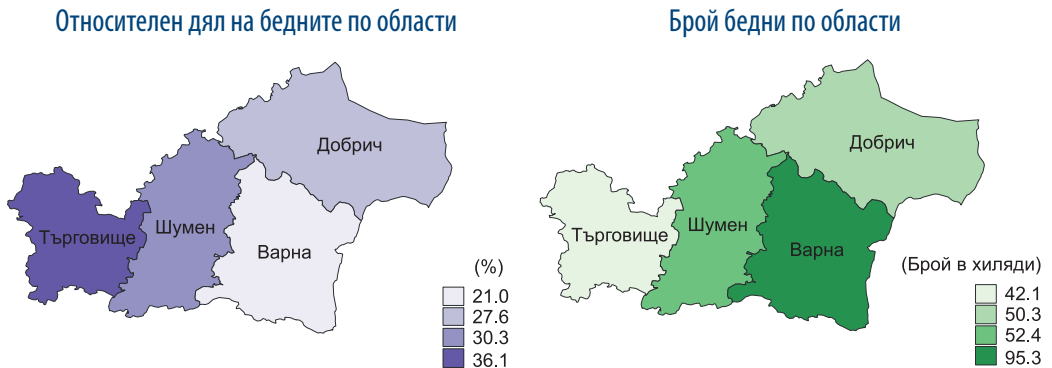 Относителен дял на бедните по области
Добрич
Шумен
Търговище
Варна
(%)
21.0
27.6
30.3
36.1
Брой бедни по области
Добрич
Шумен
Търговище
Варна
(Брой в хиляди)
42.1
50.3
52.4
95.3